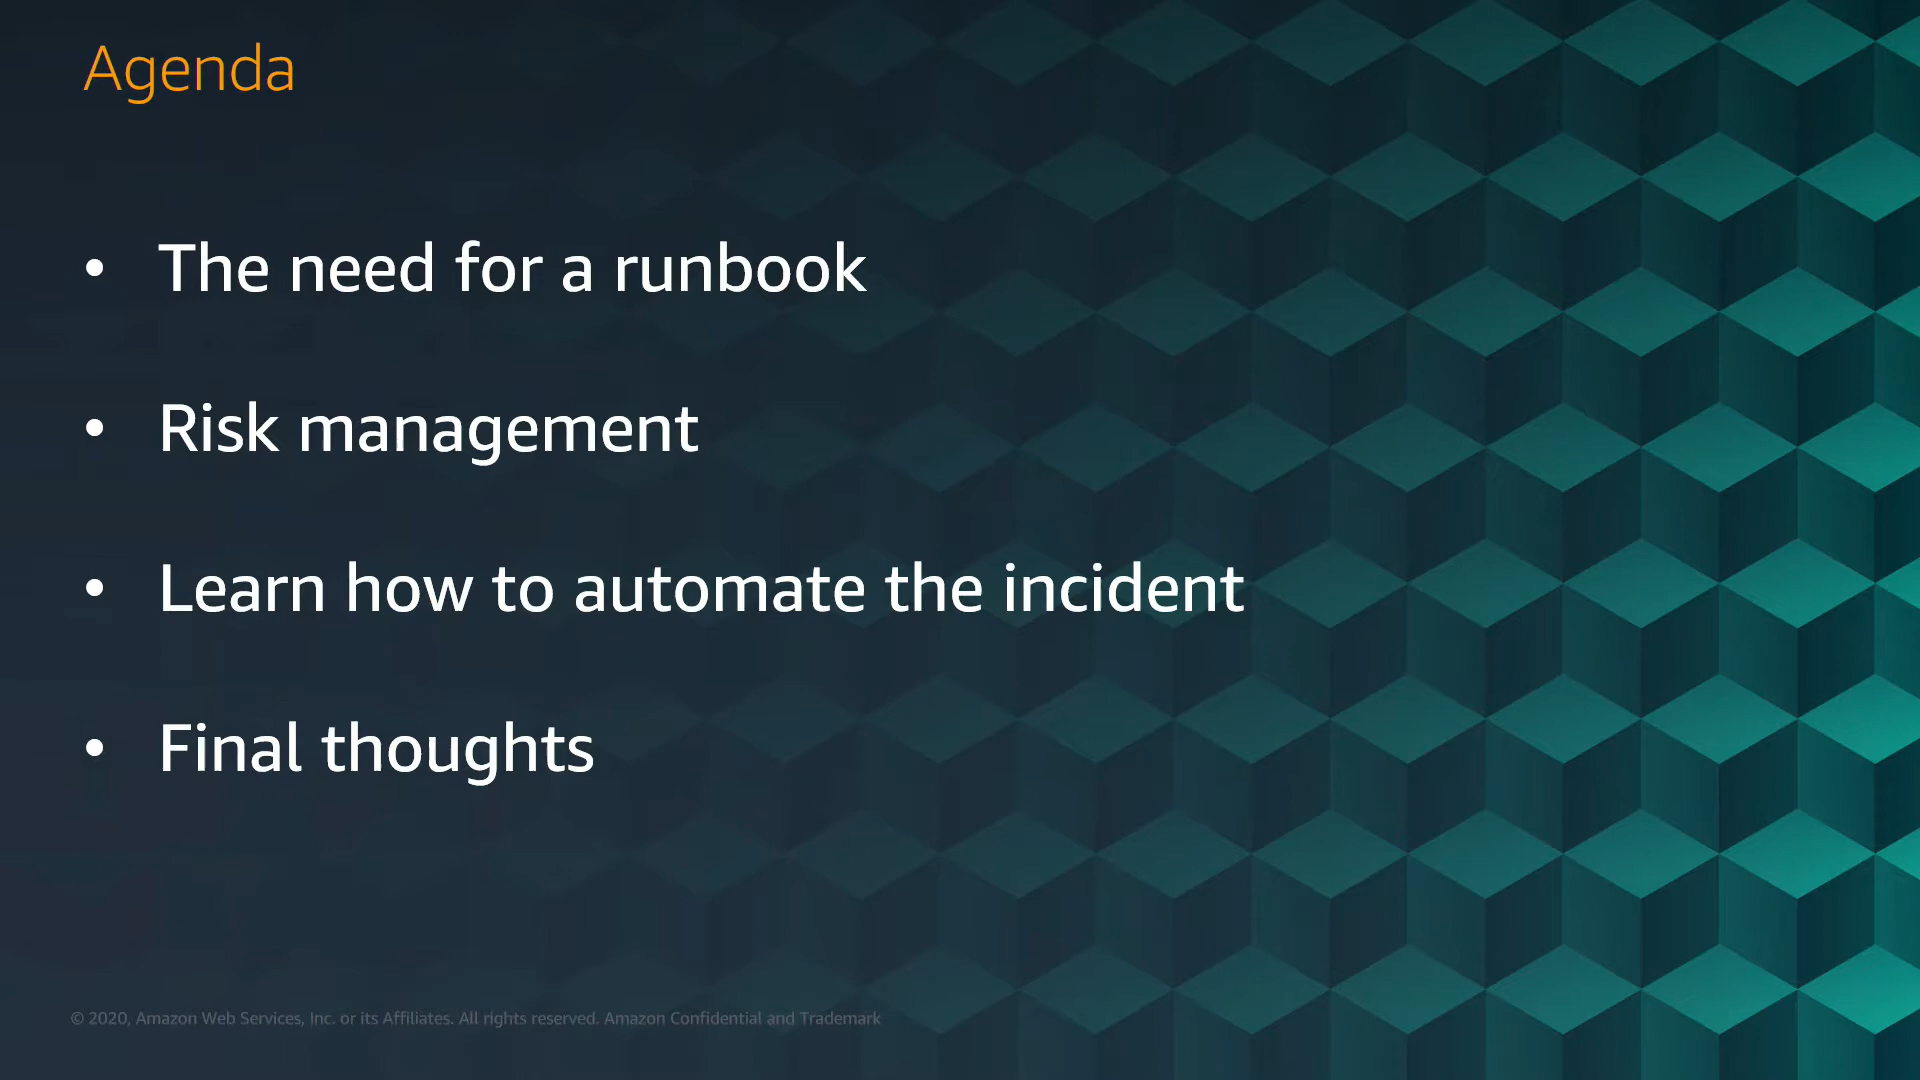 Agenda
• The need for a runbook
• Risk management
• Learn how to automate the incident
• Final thoughts
© 2020, Amazon Web Services, Inc. or its Affiliates. All rights reserved. Amazon Confidential and Trademark